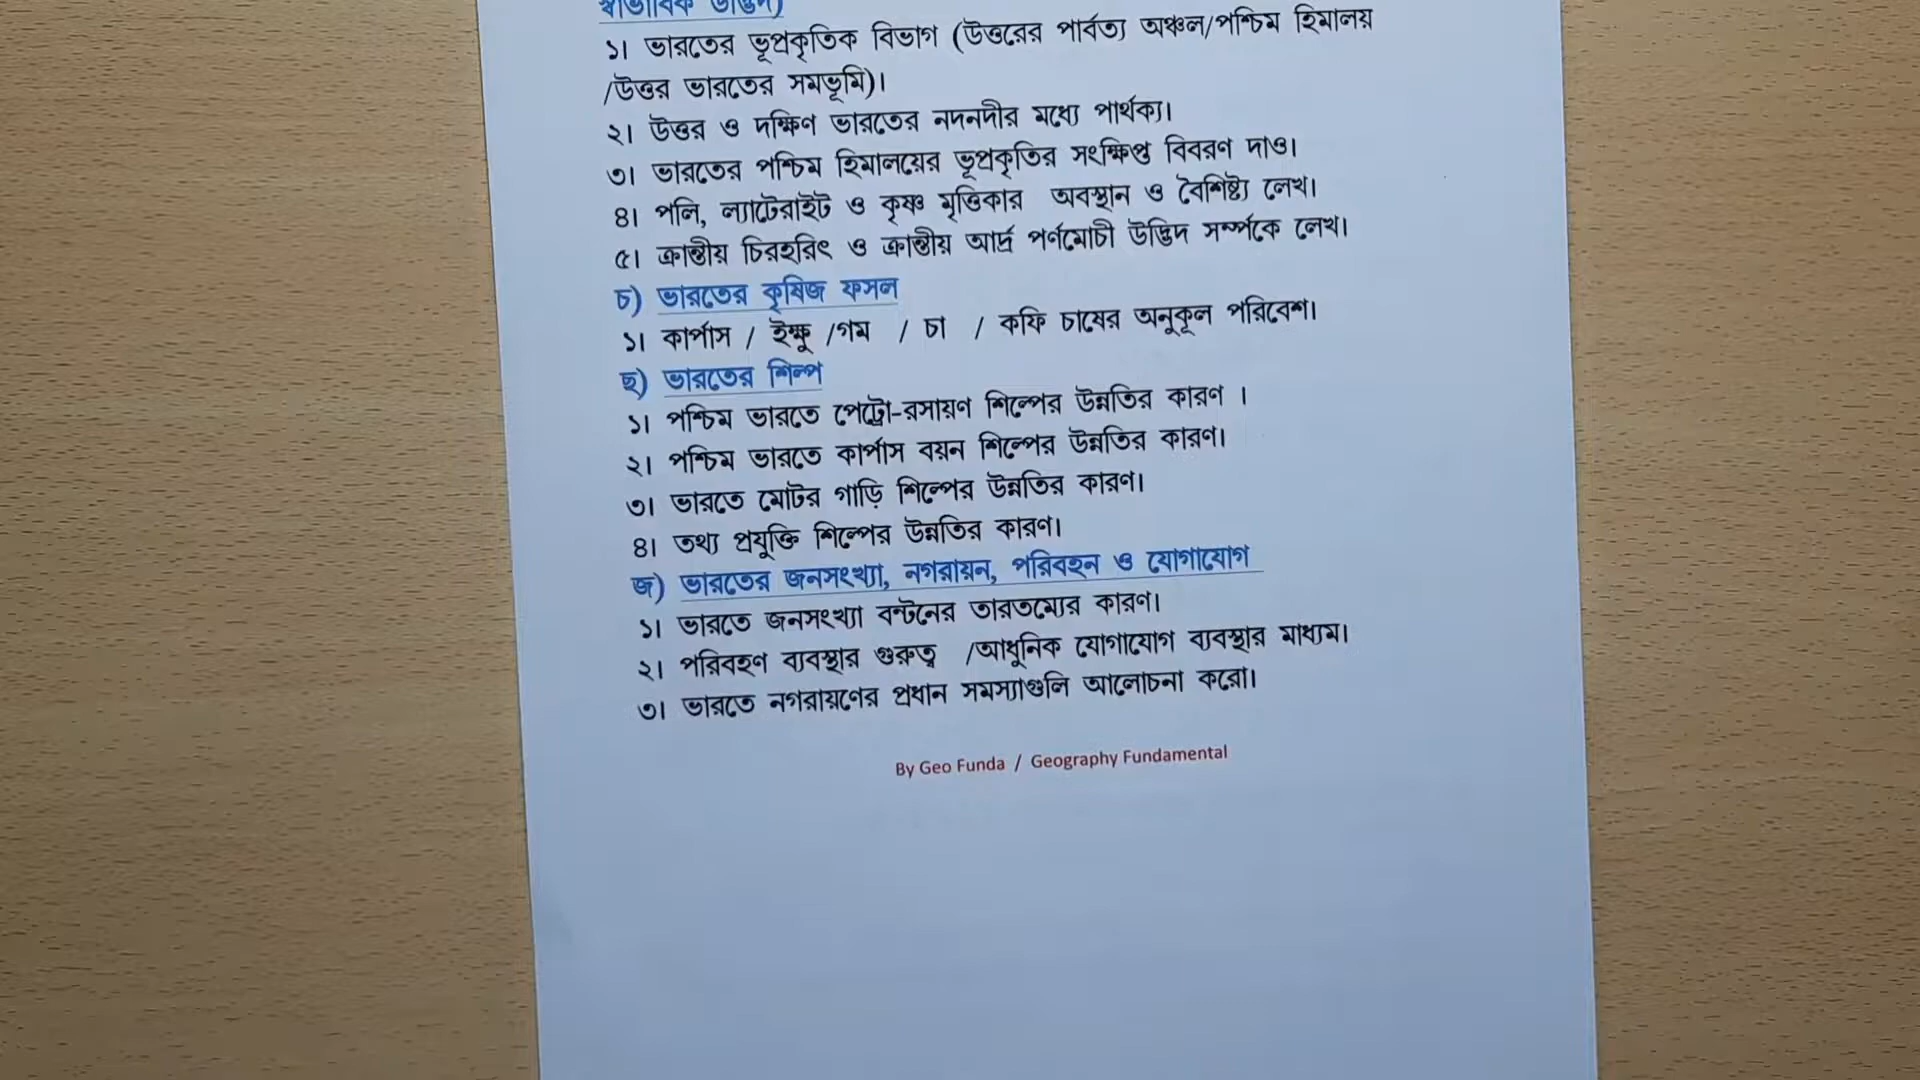 স্বাভাবিক উদ্ভিদ)
১। ভারতের ভূপ্রকৃতিক বিভাগ (উত্তরের পার্বত্য অঞ্চল/পশ্চিম হিমালয়
/উত্তর ভারতের সমভূমি)।
২। উত্তর ও দক্ষিণ ভারতের নদনদীর মধ্যে পার্থক্য।
৩। ভারতের পশ্চিম হিমালয়ের ভূপ্রকৃতির সংক্ষিপ্ত বিবরণ দাও।
৪। পলি, ল্যাটেরাইট ও কৃষ্ণ মৃত্তিকার অবস্থান ও বৈশিষ্ট্য লেখ।
৫। ক্রান্তীয় চিরহরিৎ ও ক্রান্তীয় আর্দ্র পর্ণমোচী উদ্ভিদ সর্ম্পকে লেখ।
চ) ভারতের কৃষিজ ফসল
১। কার্পাস / ইক্ষু /গম / চা / কফি চাষের অনুকূল পরিবেশ।
ছ) ভারতের শিল্প
১। পশ্চিম ভারতে পেট্রো-রসায়ণ শিল্পের উন্নতির কারণ ।
২। পশ্চিম ভারতে কার্পাস বয়ন শিল্পের উন্নতির কারণ।
৩। ভারতে মোটর গাড়ি শিল্পের উন্নতির কারণ।
৪। তথ্য প্রযুক্তি শিল্পের উন্নতির কারণ।
জ) ভারতের জনসংখ্যা, নগরায়ন, পরিবহন ও যোগাযোগ
১। ভারতে জনসংখ্যা বন্টনের তারতম্যের কারণ।
২। পরিবহণ ব্যবস্থার গুরুত্ব /আধুনিক যোগাযোগ ব্যবস্থার মাধ্যম।
৩। ভারতে নগরায়ণের প্রধান সমস্যাগুলি আলোচনা করো।
By Geo Funda / Geography Fundamental